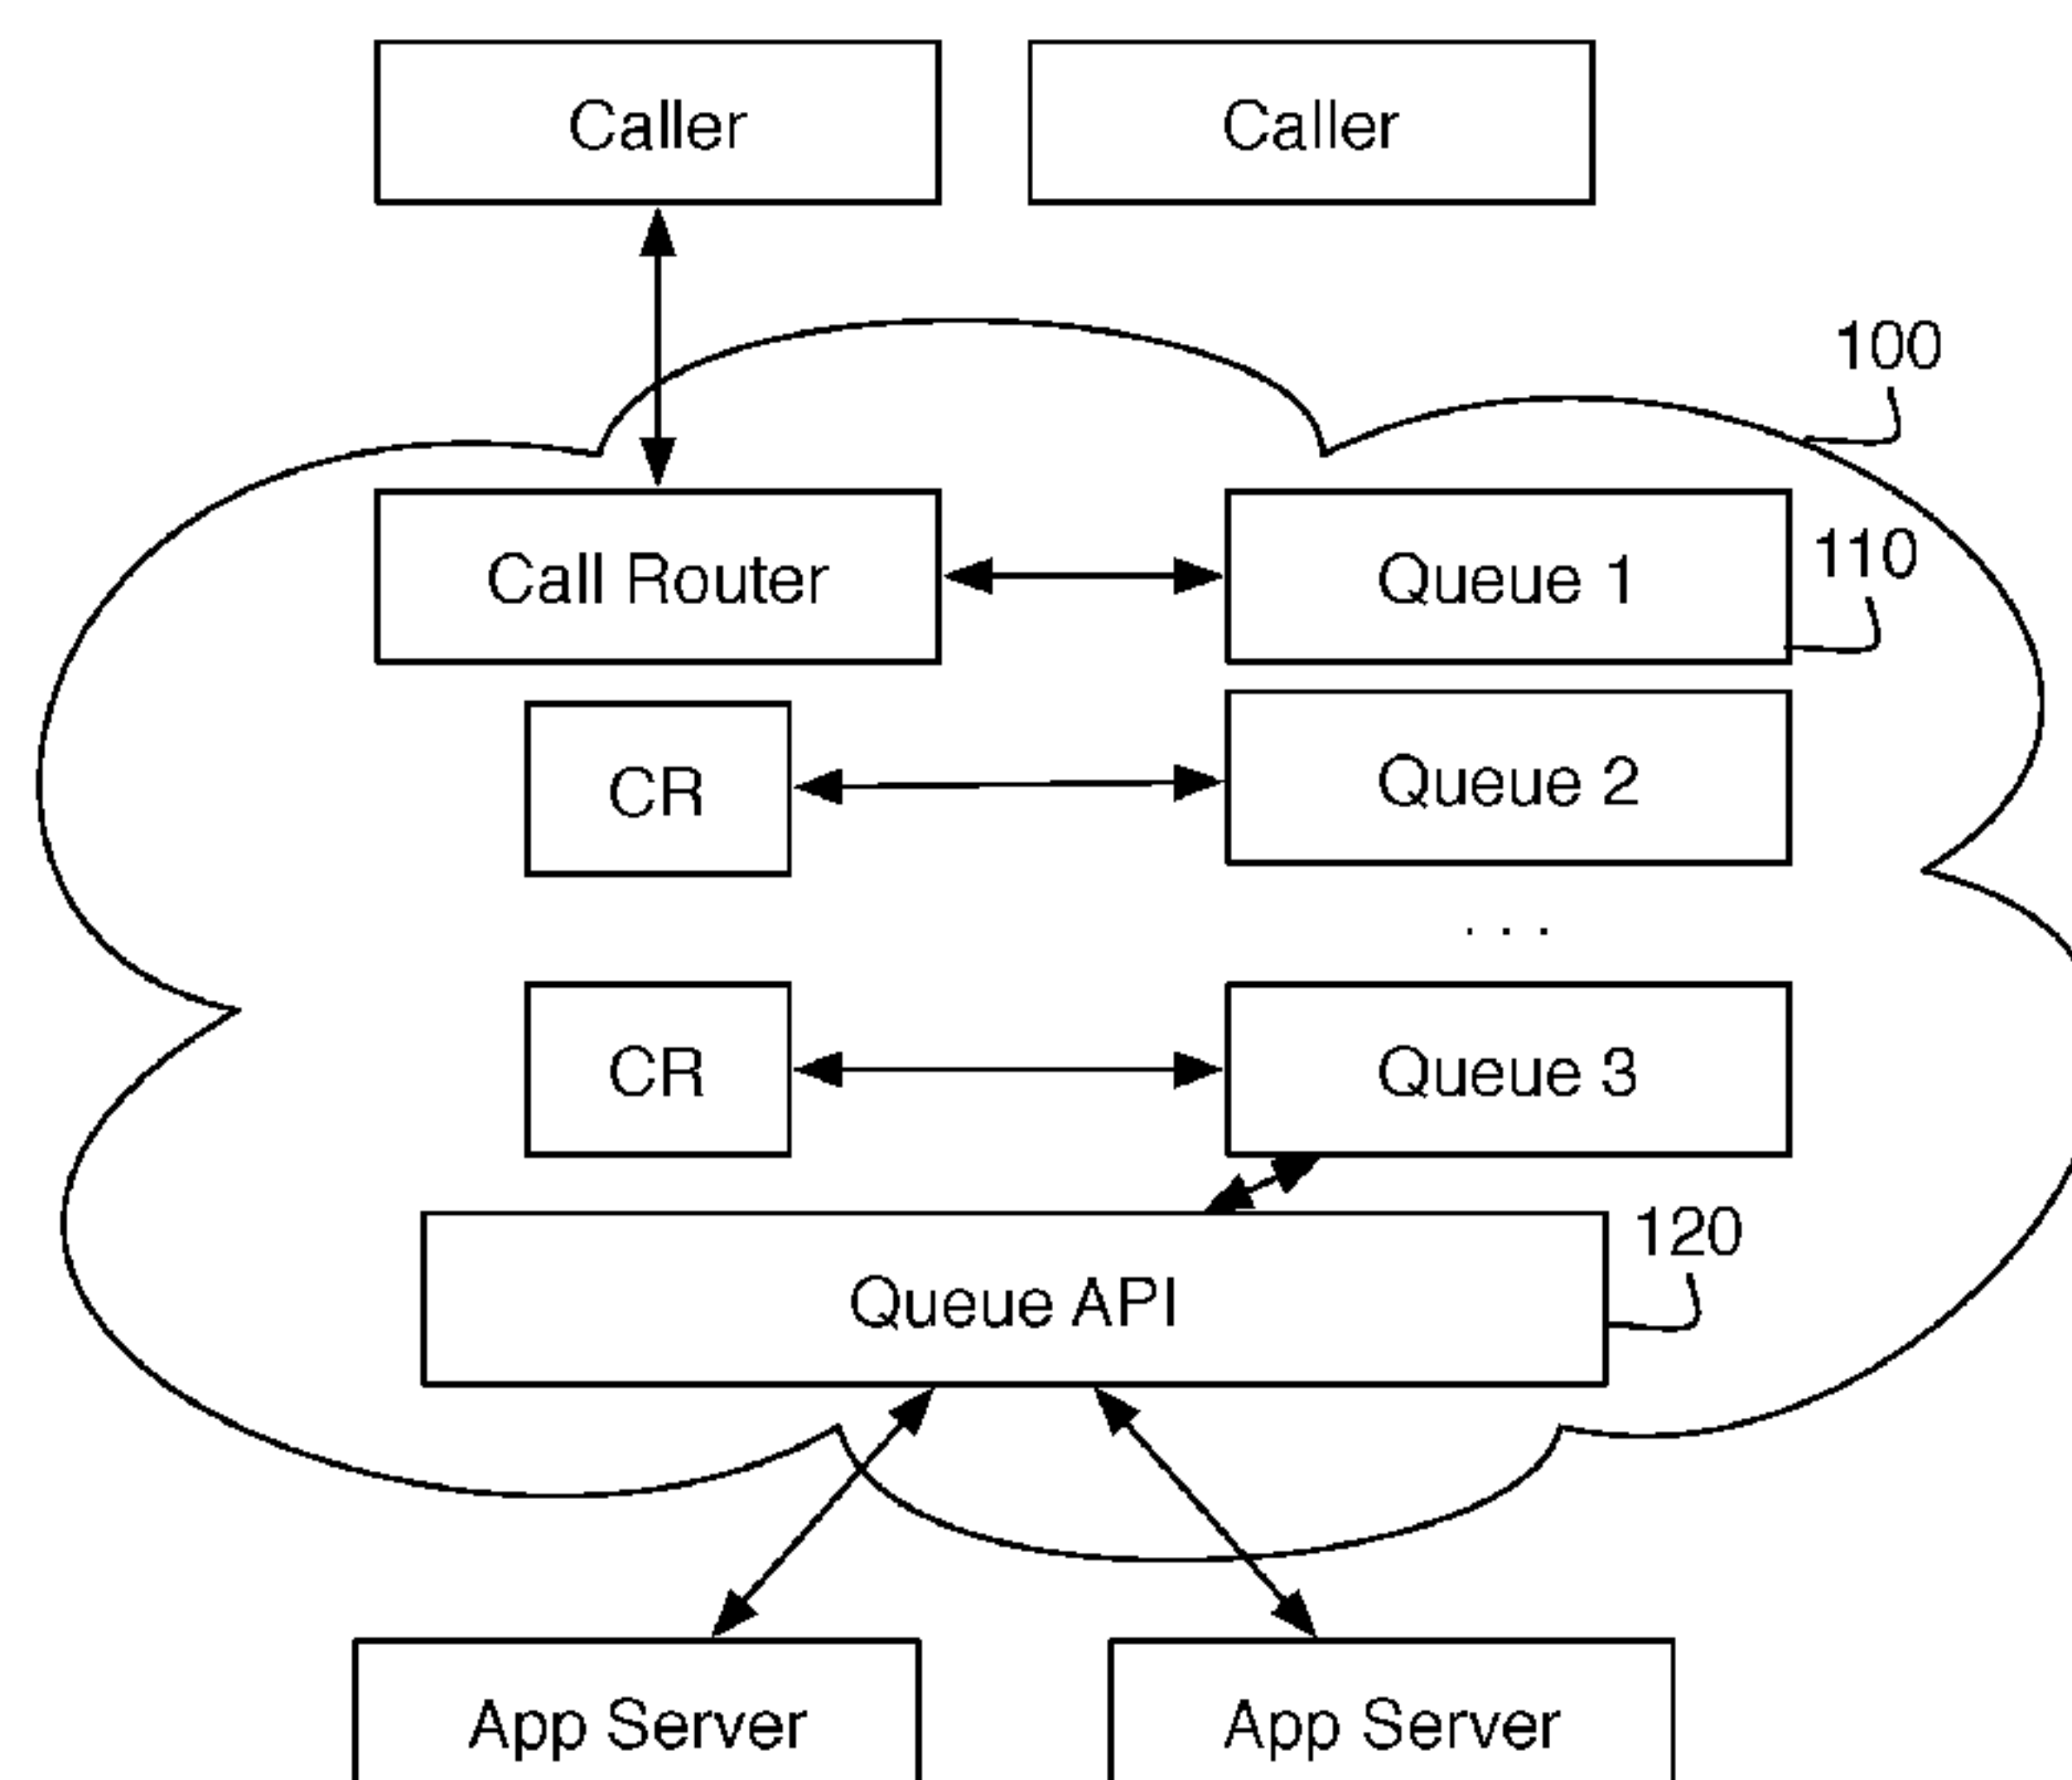 Caller
Caller
100
Call Router
Queue 1
110
CR
Queue 2
. . .
CR
Queue 3
120
Queue API
App Server
App Server